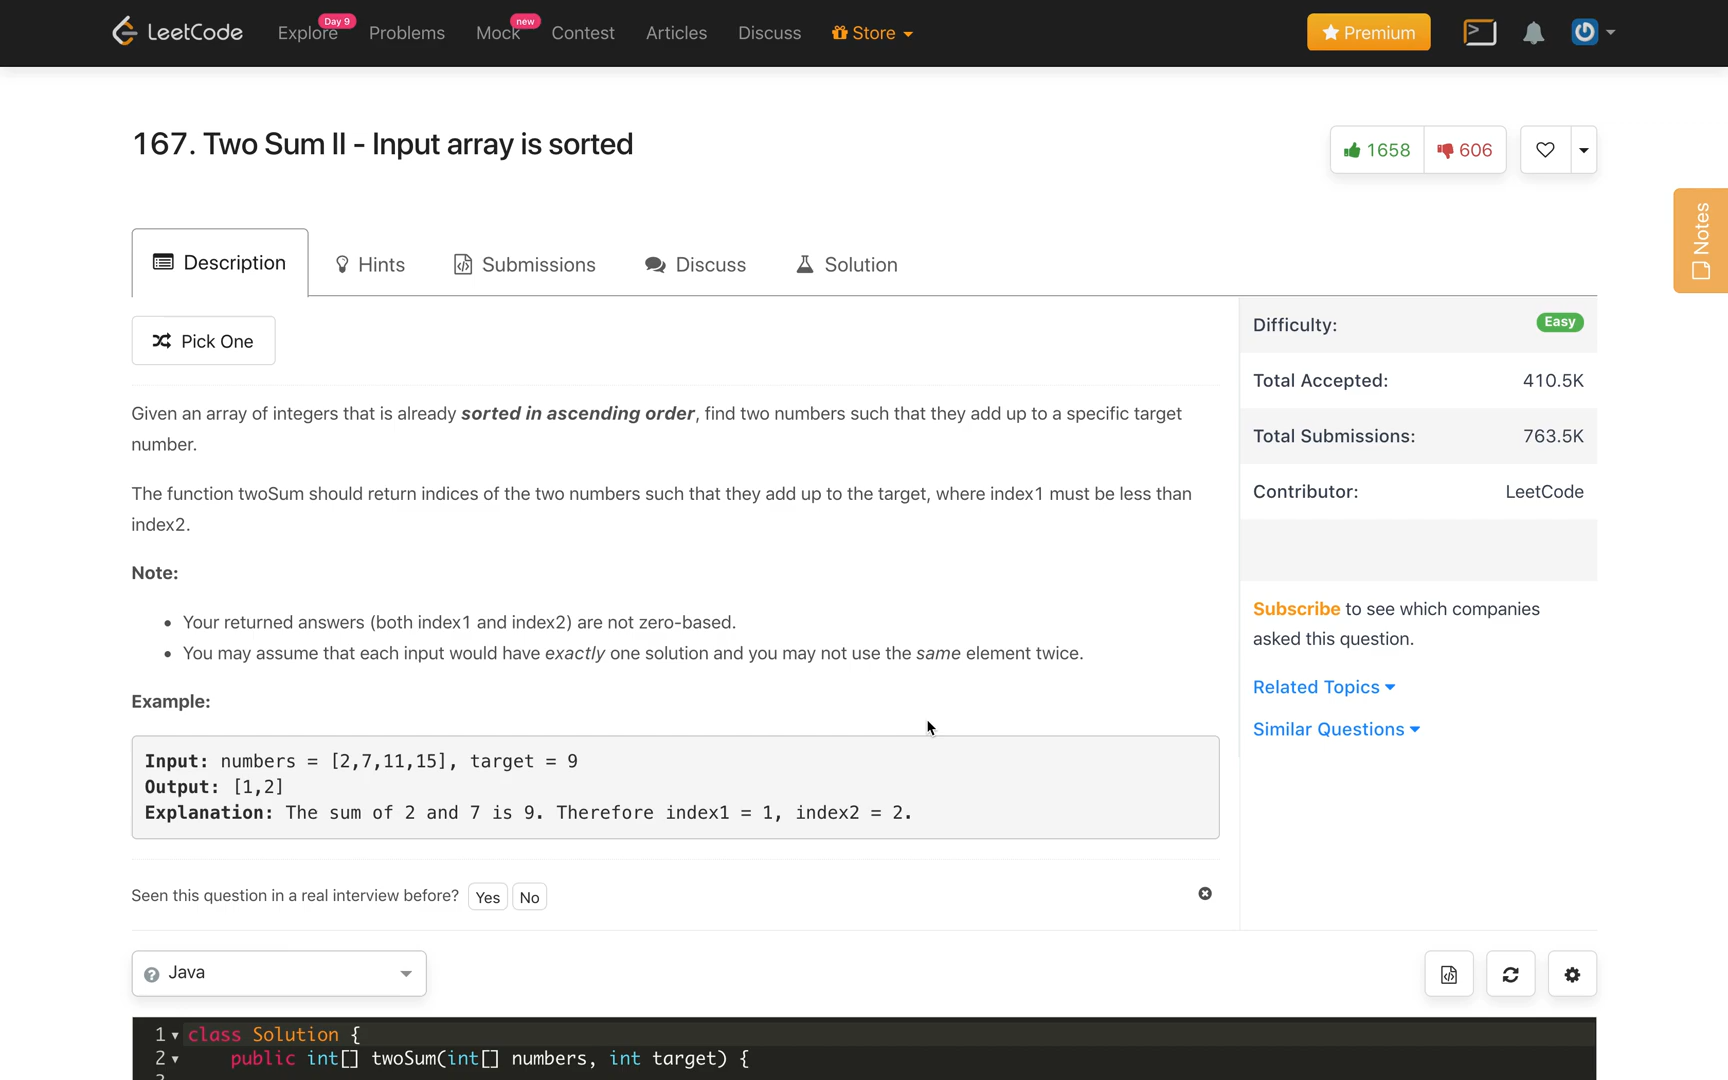 LeetCode Explore Day 9 Problems Mock new Contest Articles Discuss Store Premium
167. Two Sum II - Input array is sorted
1658 606
Notes
Description Hints Submissions Discuss Solution
Pick One
Given an array of integers that is already sorted in ascending order, find two numbers such that they add up to a specific target
number.
The function twoSum should return indices of the two numbers such that they add up to the target, where index1 must be less than
index2.
Note:
• Your returned answers (both index1 and index2) are not zero-based.
• You may assume that each input would have exactly one solution and you may not use the same element twice.
Example:
Input: numbers = [2,7,11,15], target = 9
Output: [1,2]
Explanation: The sum of 2 and 7 is 9. Therefore index1 = 1, index2 = 2.
Seen this question in a real interview before? Yes No
Difficulty: Easy
Total Accepted: 410.5K
Total Submissions: 763.5K
Contributor: LeetCode
Subscribe to see which companies
asked this question.
Related Topics
Similar Questions
Java
1 class Solution {
2 public int[] twoSum(int[] numbers, int target) {